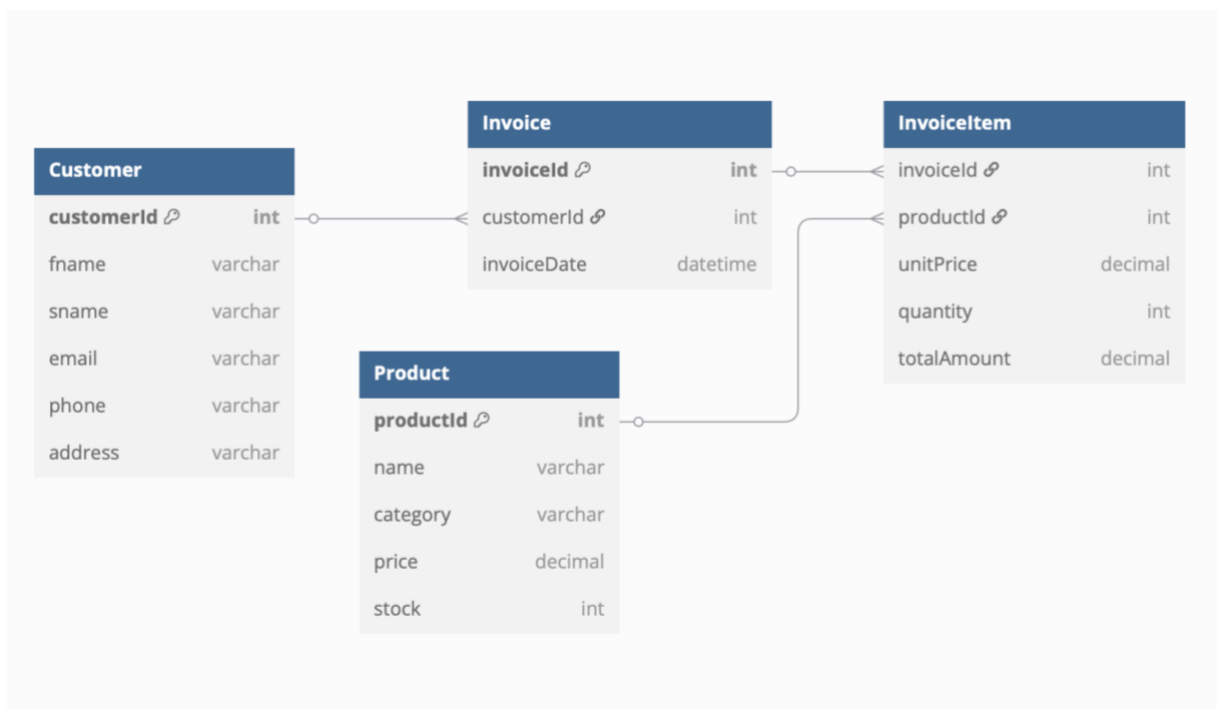 Customer
customerId int
fname varchar
sname varchar
email varchar
phone varchar
address varchar
Invoice
invoiceId int
customerId int
invoiceDate datetime
Product
productId int
name varchar
category varchar
price decimal
stock int
InvoiceItem
invoiceId int
productId int
unitPrice decimal
quantity int
totalAmount decimal